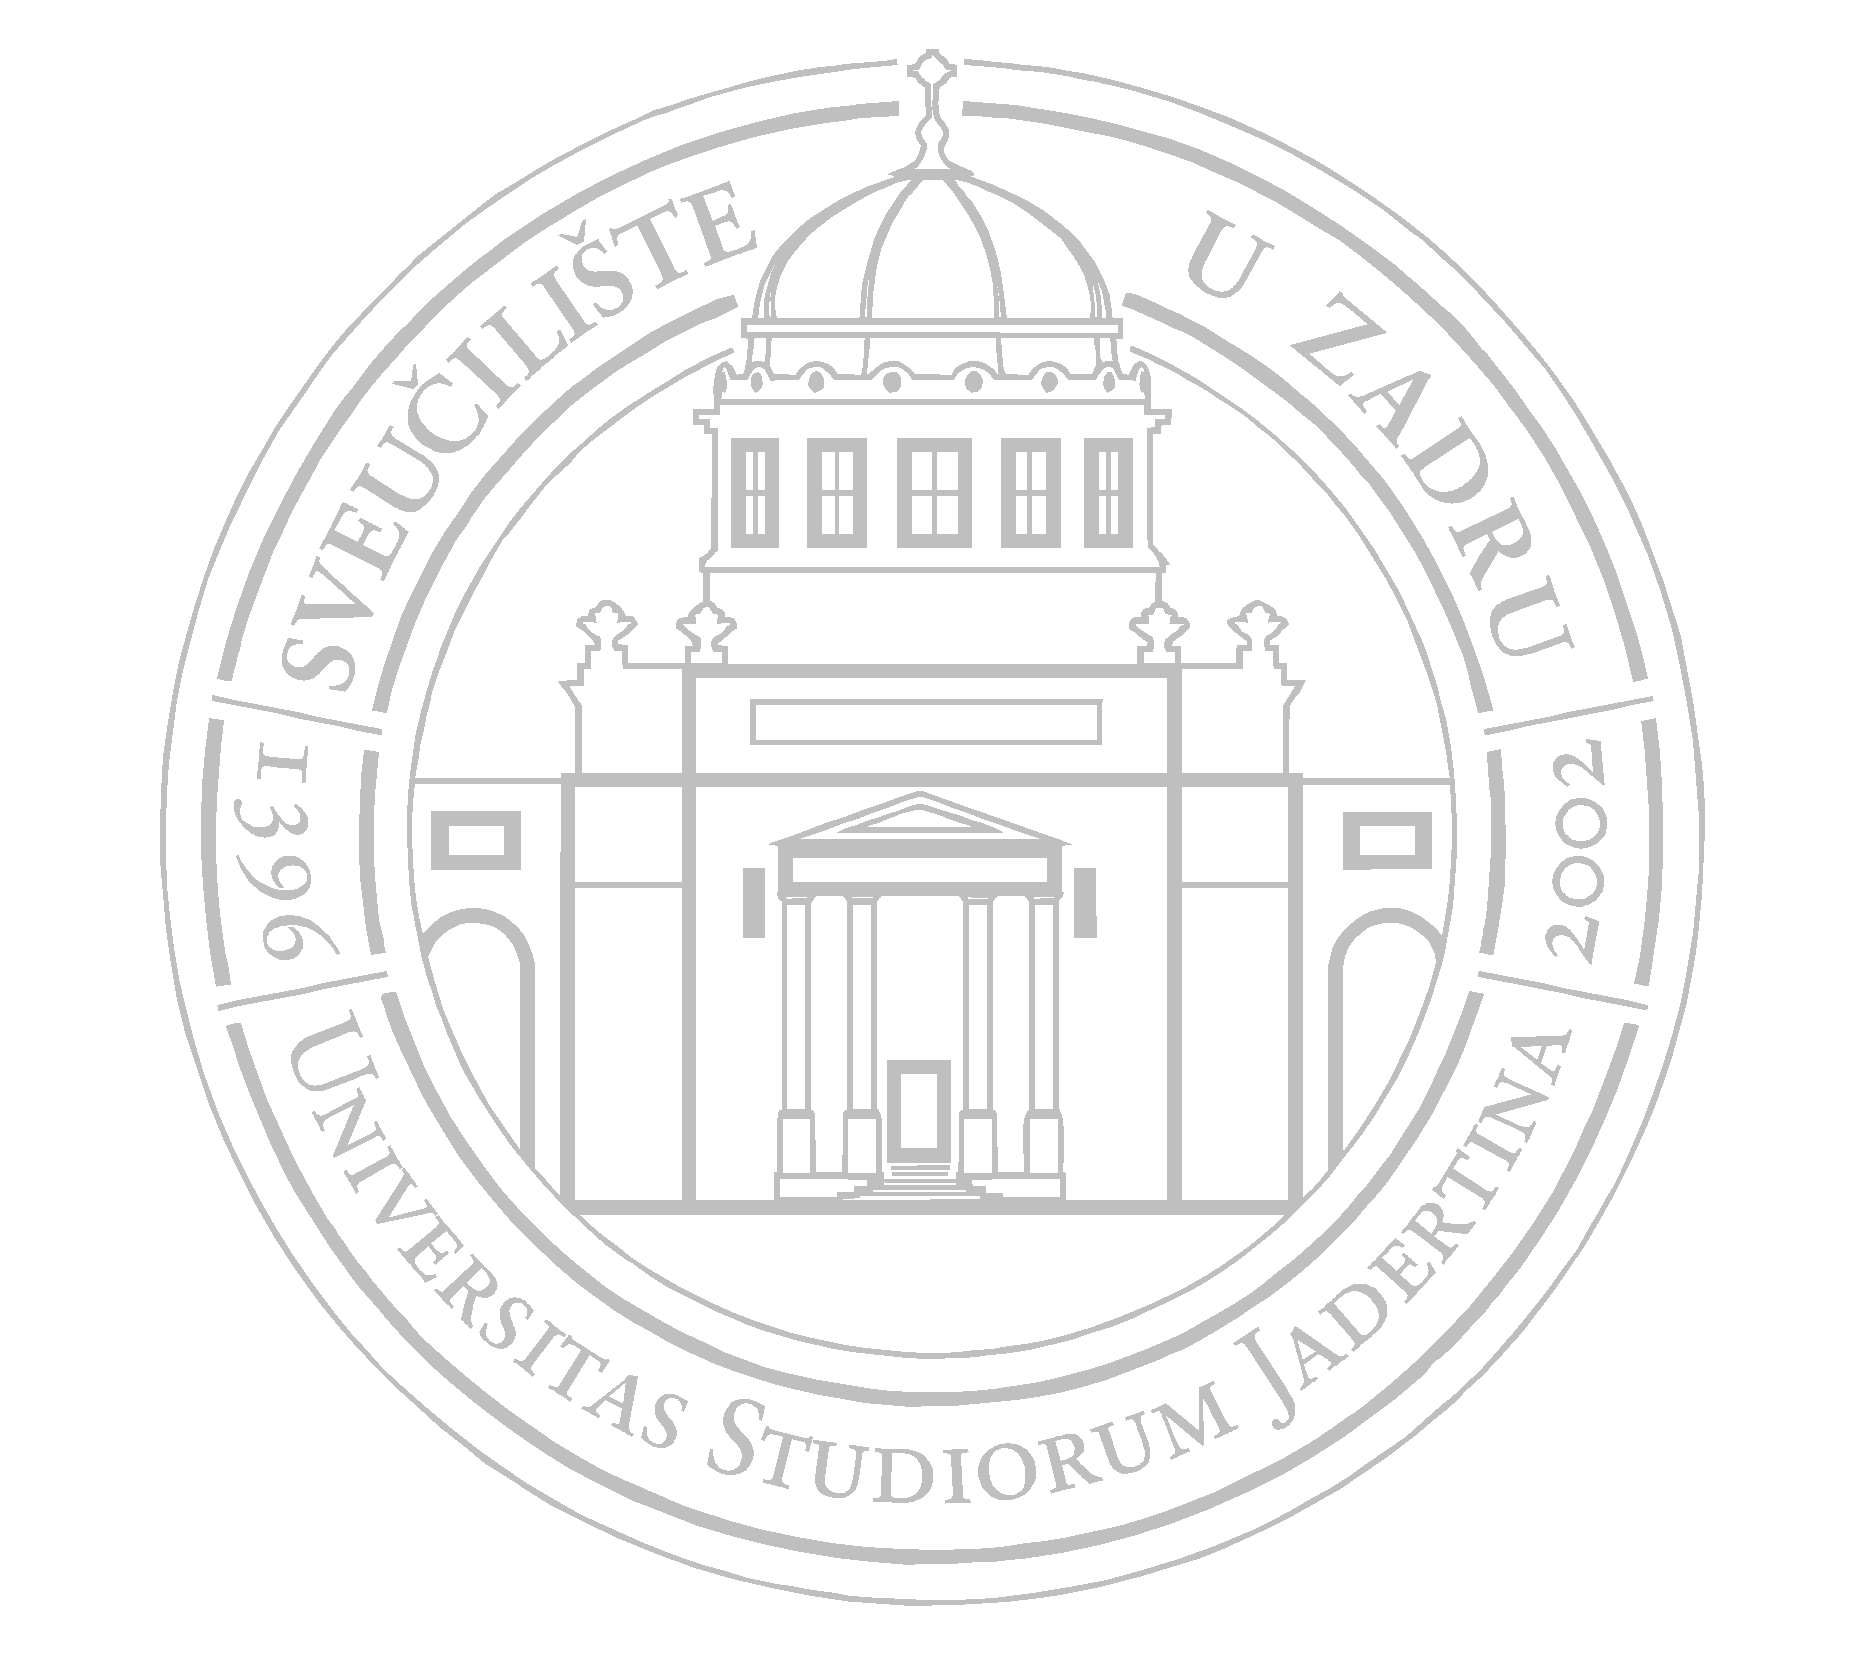 SVEUČILIŠTE U ZADRU
1396
2002
UNIVERSITAS STUDIORUM JADERTINA